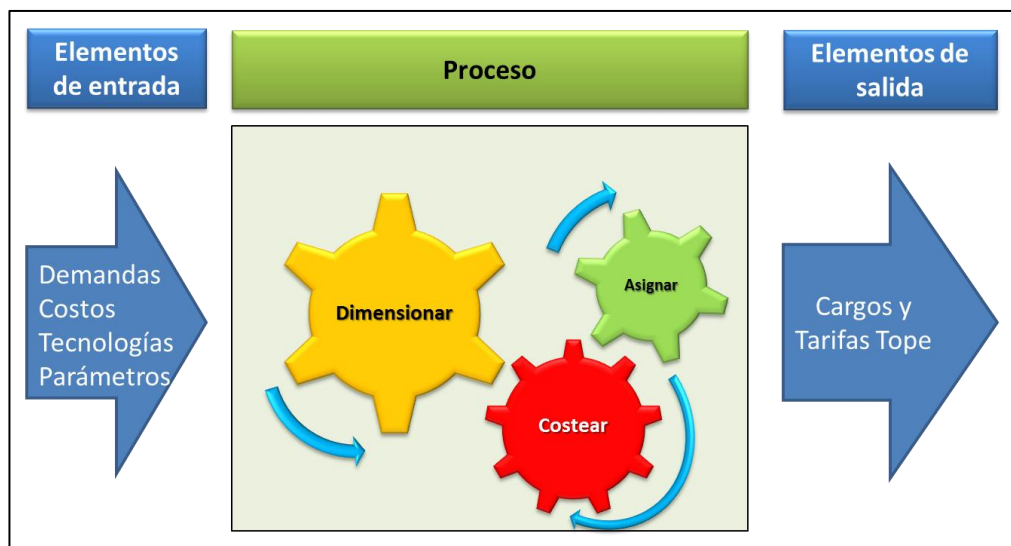 Elementos
de entrada
Proceso
Elementos de
salida
Demandas
Costos
Tecnologías
Parámetros
Dimensionar
Asignar
Costear
Cargos y
Tarifas Tope